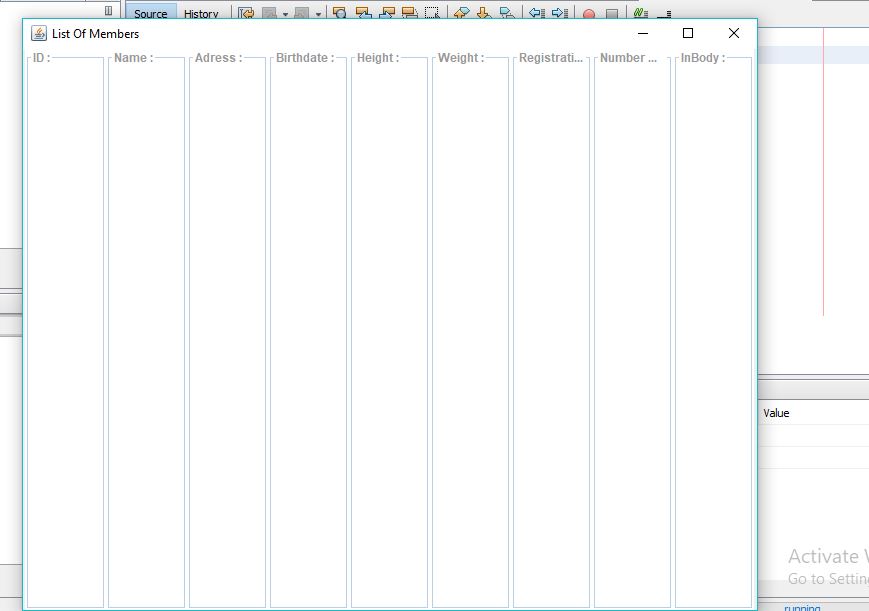 Source History
List Of Members
ID : Name : Adress : Birthdate : Height : Weight : Registrati... Number ... InBody :
Value
Activate
Go to Settin
running